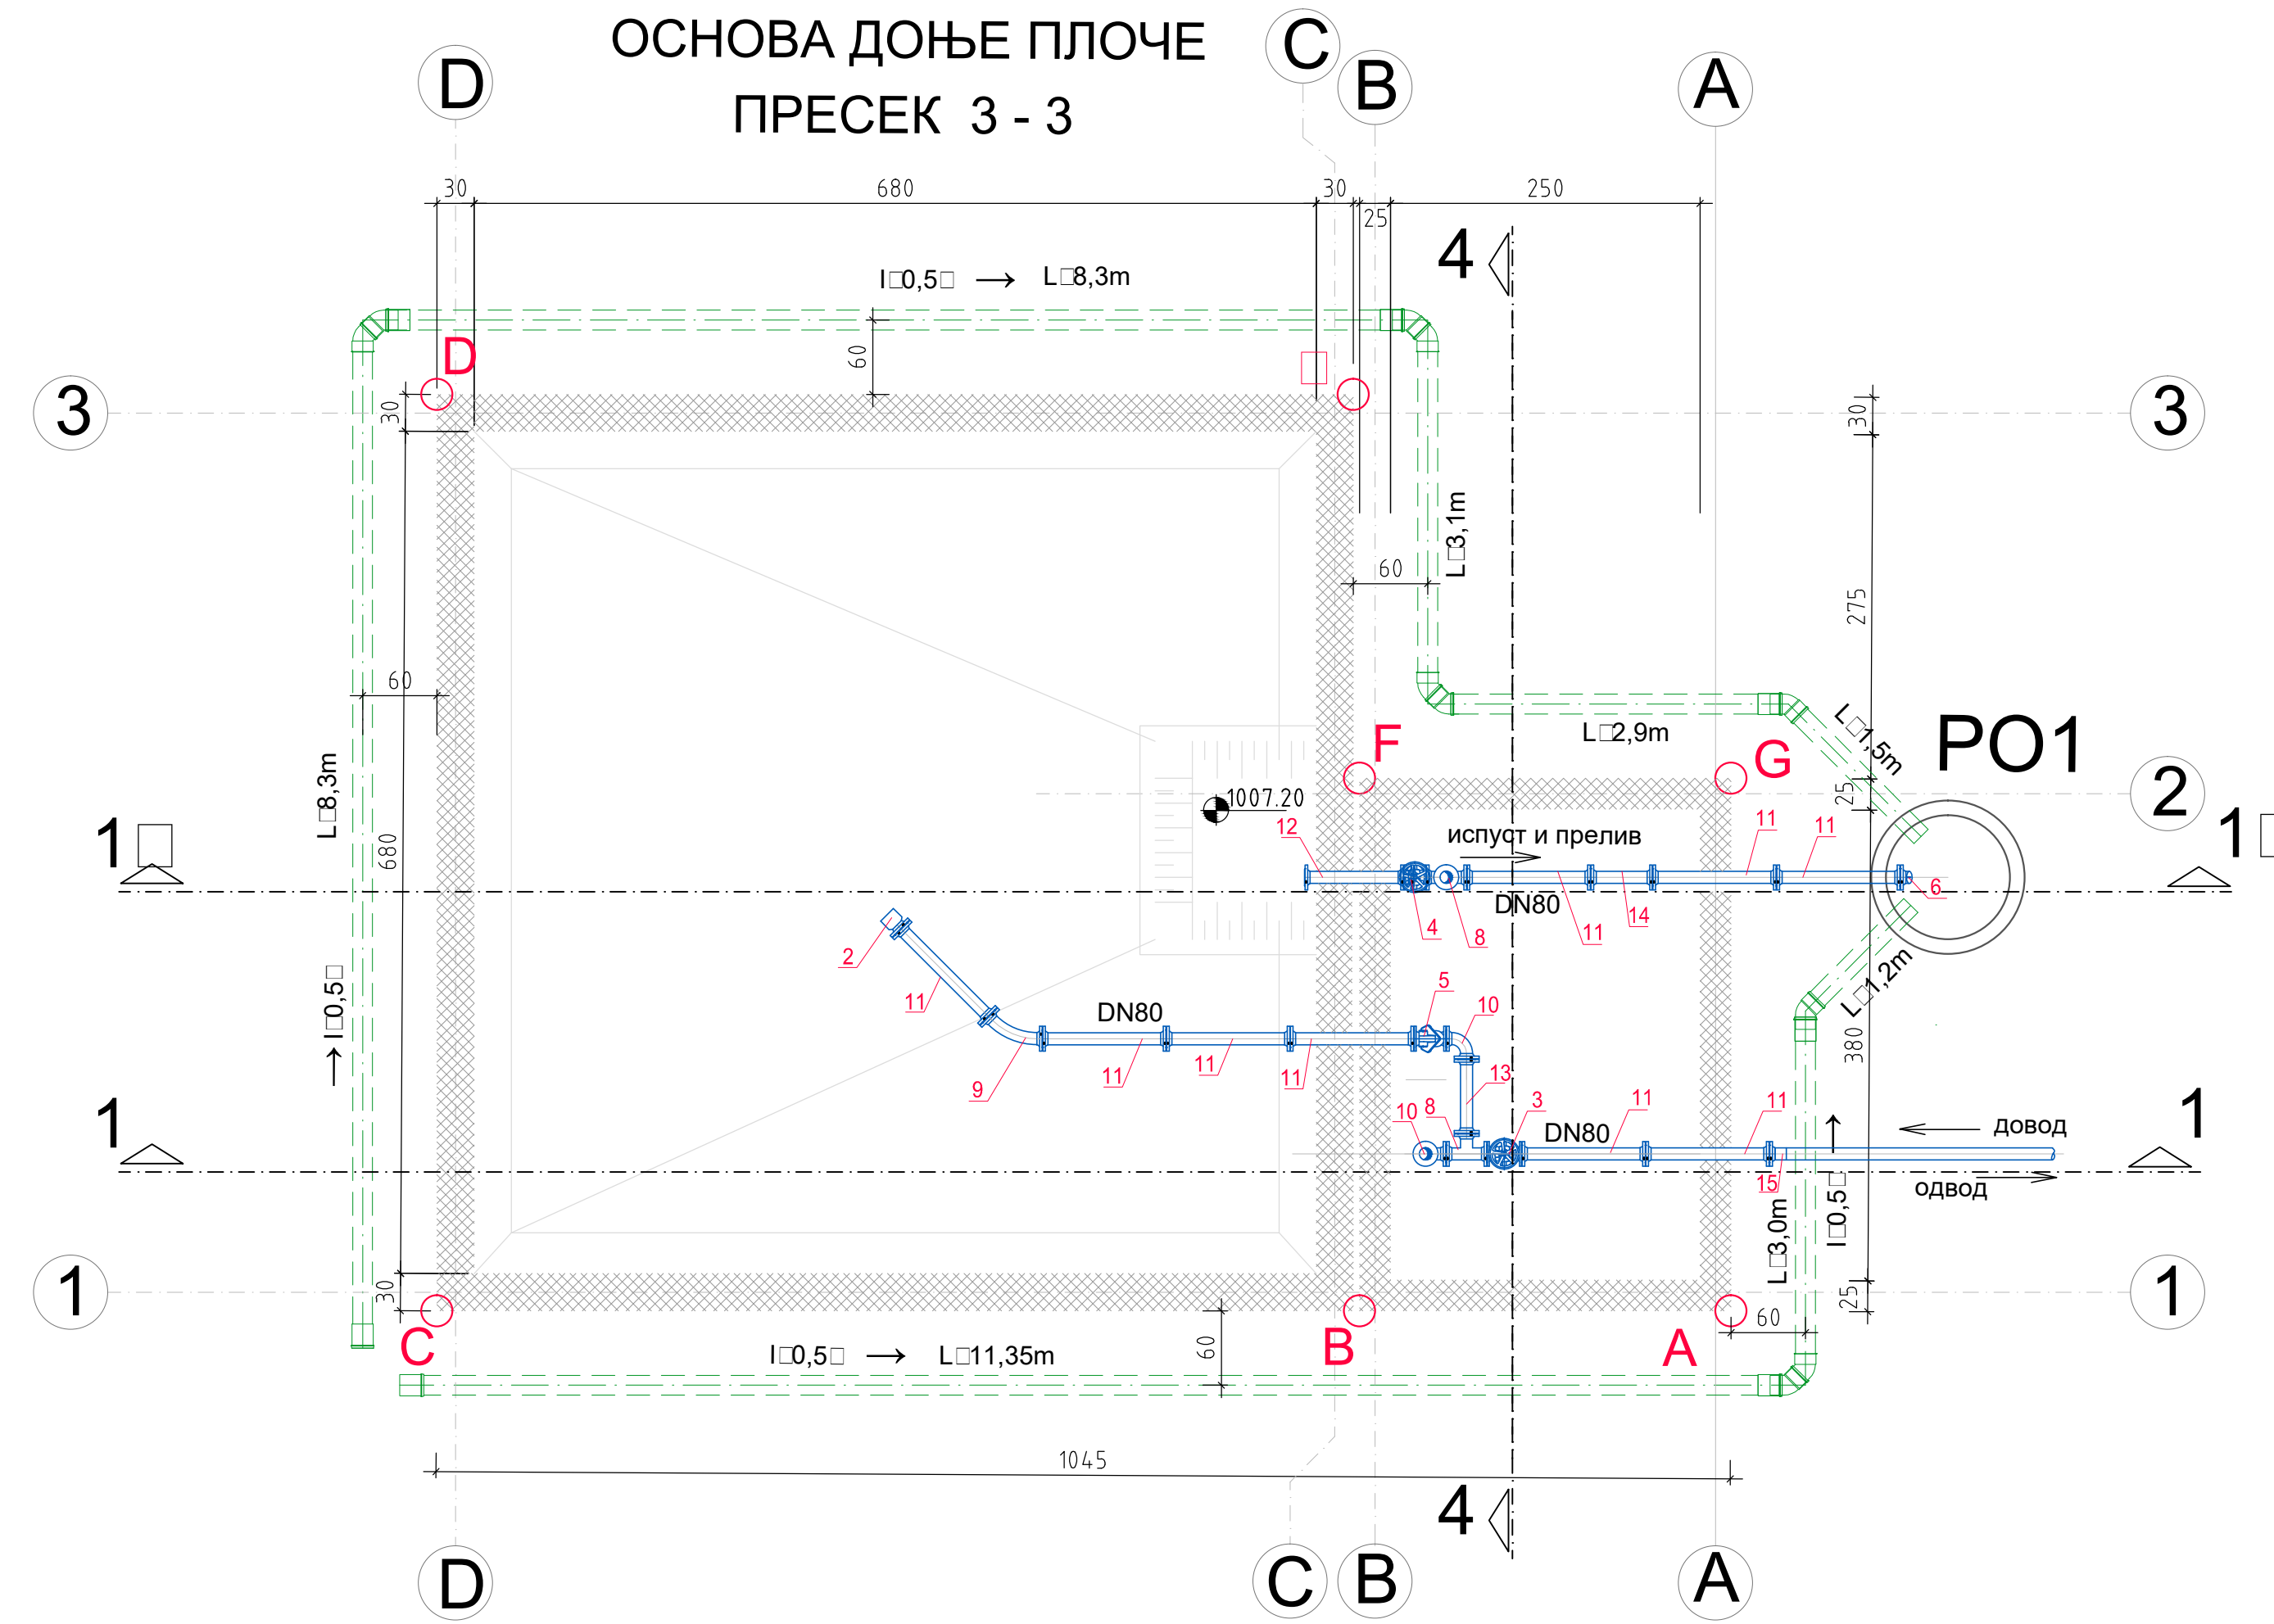 ОСНОВА ДОЊЕ ПЛОЧЕ
ПРЕСЕК 3 - 3
D
C
B
A
30
680
30
25
250
4
I□0,5□ → L□8,3m
60
D
3
3
30
30
L□3,1m
60
275
60
L□8,3m
680
L□2,9m
L□1,5m
F
G
PO1
2
25
1007.20
1□
1□
12
испуст и прелив
11
11
4
8
DN80
11
14
6
2
11
I□0,5□
DN80
5
10
9
11
11
11
13
L□1,2m
380
10
8
3
11
11
DN80
15
1
1
довод
одвод
L□3,0m
I□0,5□
1
1
30
25
60
60
C
B
A
I□0,5□ → L□11,35m
1045
4
D
C
B
A